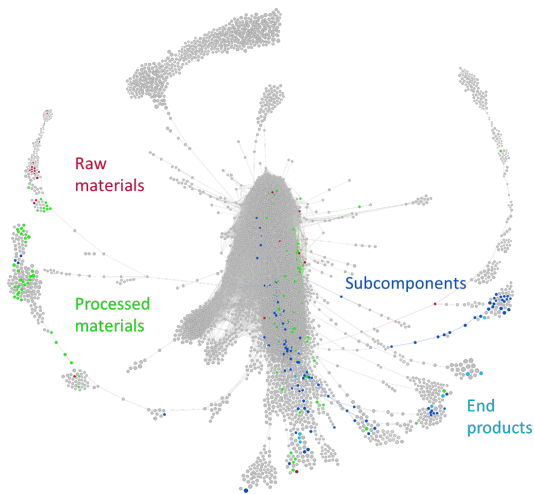 Raw
materials
Subcomponents
Processed
materials
End
products